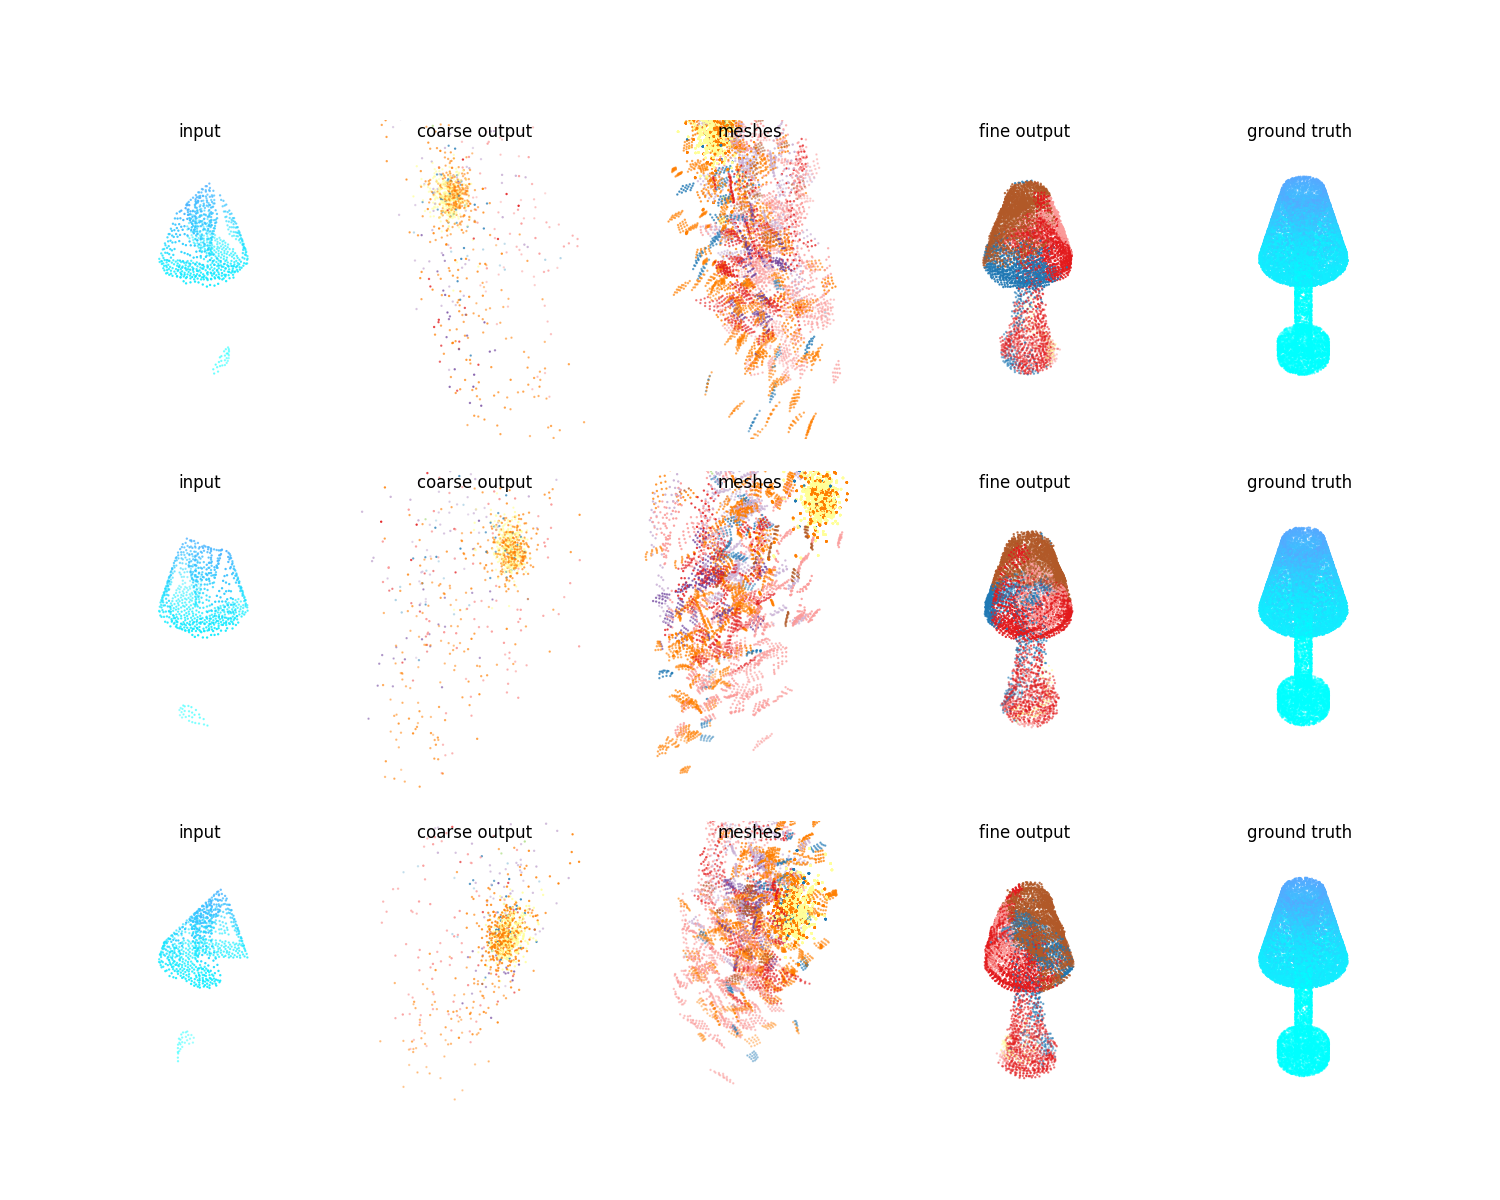 input
coarse output
meshes
fine output
ground truth
input
coarse output
meshes
fine output
ground truth
input
coarse output
meshes
fine output
ground truth